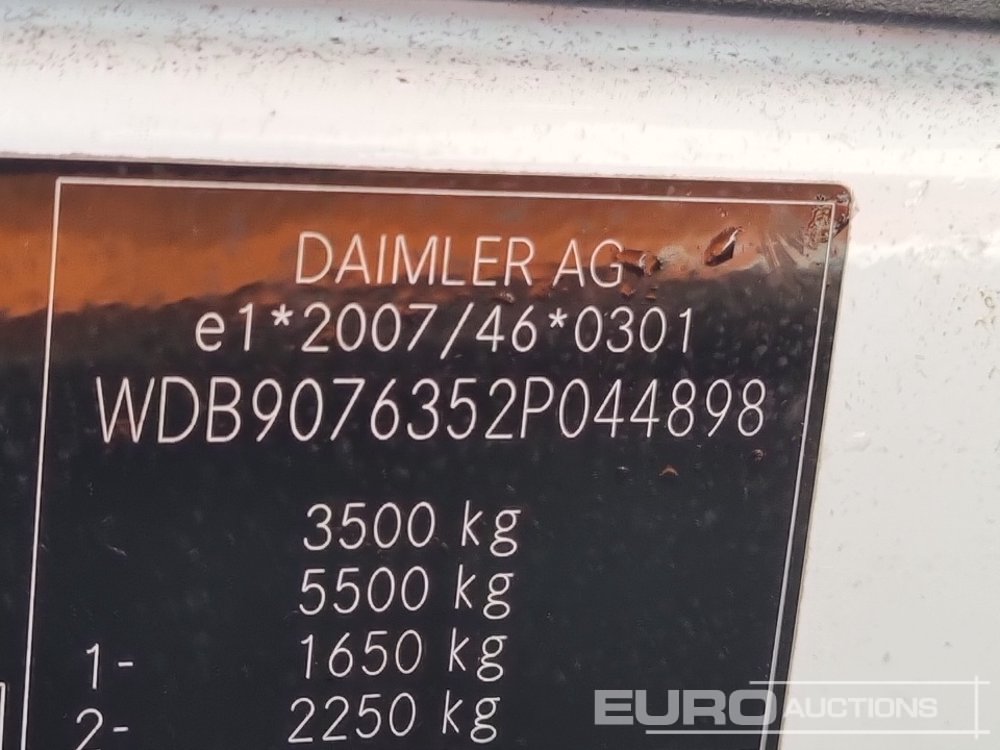 DAIMLER AG
e1*2007/46*0301
WDB9076352P044898
3500 kg
5500 kg
1- 1650 kg
2- 2250 kg
EURO AUCTIONS